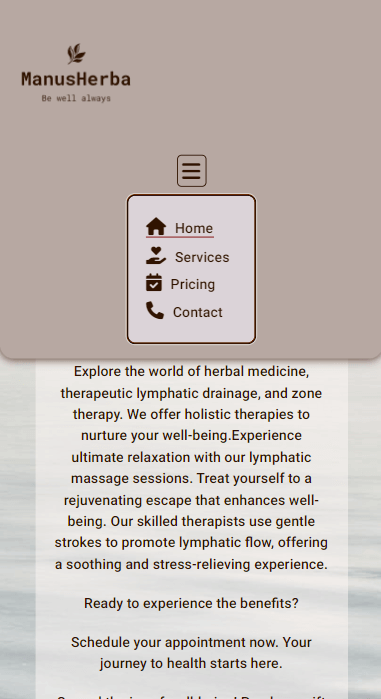 ManusHerba
Be well always
Home
Services
Pricing
Contact
Explore the world of herbal medicine,
therapeutic lymphatic drainage, and zone
therapy. We offer holistic therapies to
nurture your well-being.Experience
ultimate relaxation with our lymphatic
massage sessions. Treat yourself to a
rejuvenating escape that enhances well-
being. Our skilled therapists use gentle
strokes to promote lymphatic flow, offering
a soothing and stress-relieving experience.
Ready to experience the benefits?
Schedule your appointment now. Your
journey to health starts here.